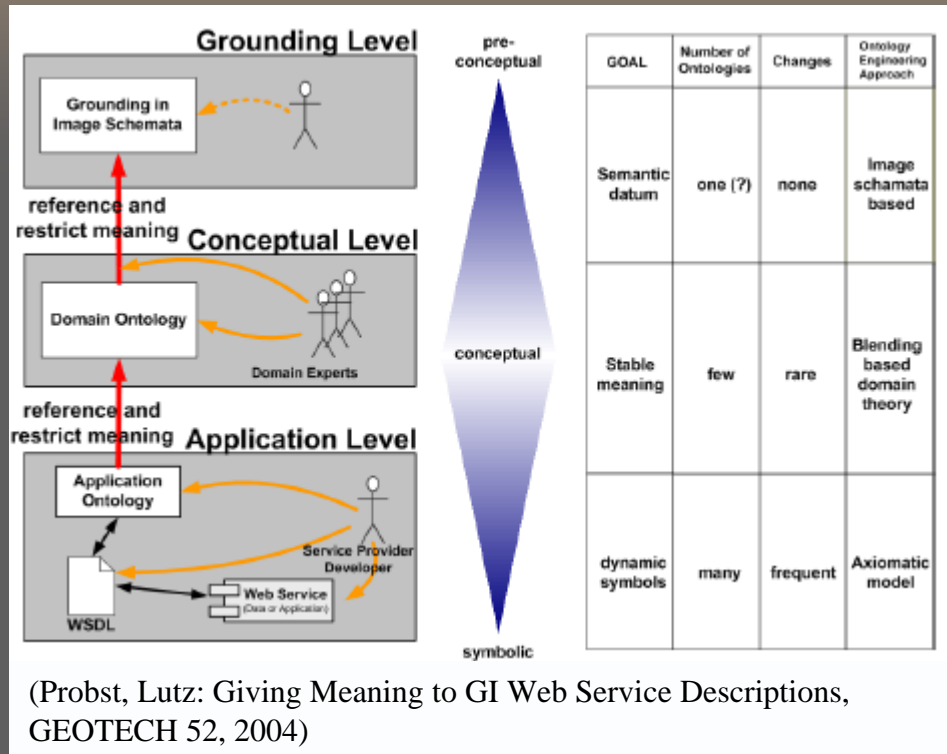 Grounding Level
Grounding in
Image Schemata
reference and
restrict meaning
Conceptual Level
Domain Ontology
Domain Experts
reference and
restrict meaning
Application Level
Application
Ontology
Service Provider
Developer
WSDL
Web Service
(Data or Application)
pre-
conceptual
conceptual
symbolic
GOAL
Number of
Ontologies
Changes
Ontology
Engineering
Approach
Semantic
datum
one (?)
none
Image
schamata
based
Stable
meaning
few
rare
Blending
based
domain
theory
dynamic
symbols
many
frequent
Axiomatic
model
(Probst, Lutz: Giving Meaning to GI Web Service Descriptions,
GEOTECH 52, 2004)